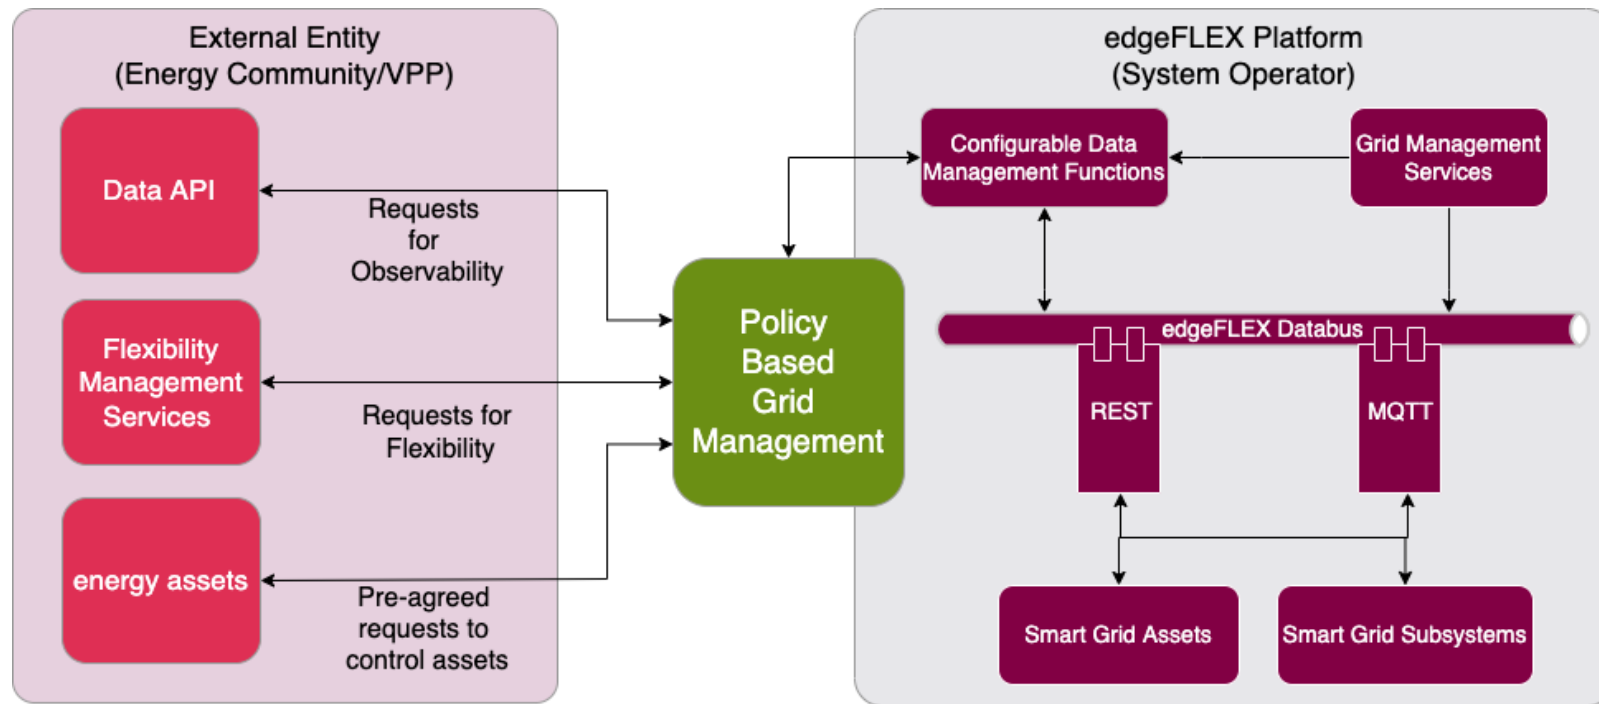 External Entity
(Energy Community/VPP)
Data API
Requests
for
Observability
Flexibility
Management
Services
Requests for
Flexibility
energy assets
Pre-agreed
requests to
control assets
Policy
Based
Grid
Management
edgeFLEX Platform
(System Operator)
Configurable Data
Management Functions
Grid Management
Services
edgeFLEX Databus
REST
MQTT
Smart Grid Assets
Smart Grid Subsystems